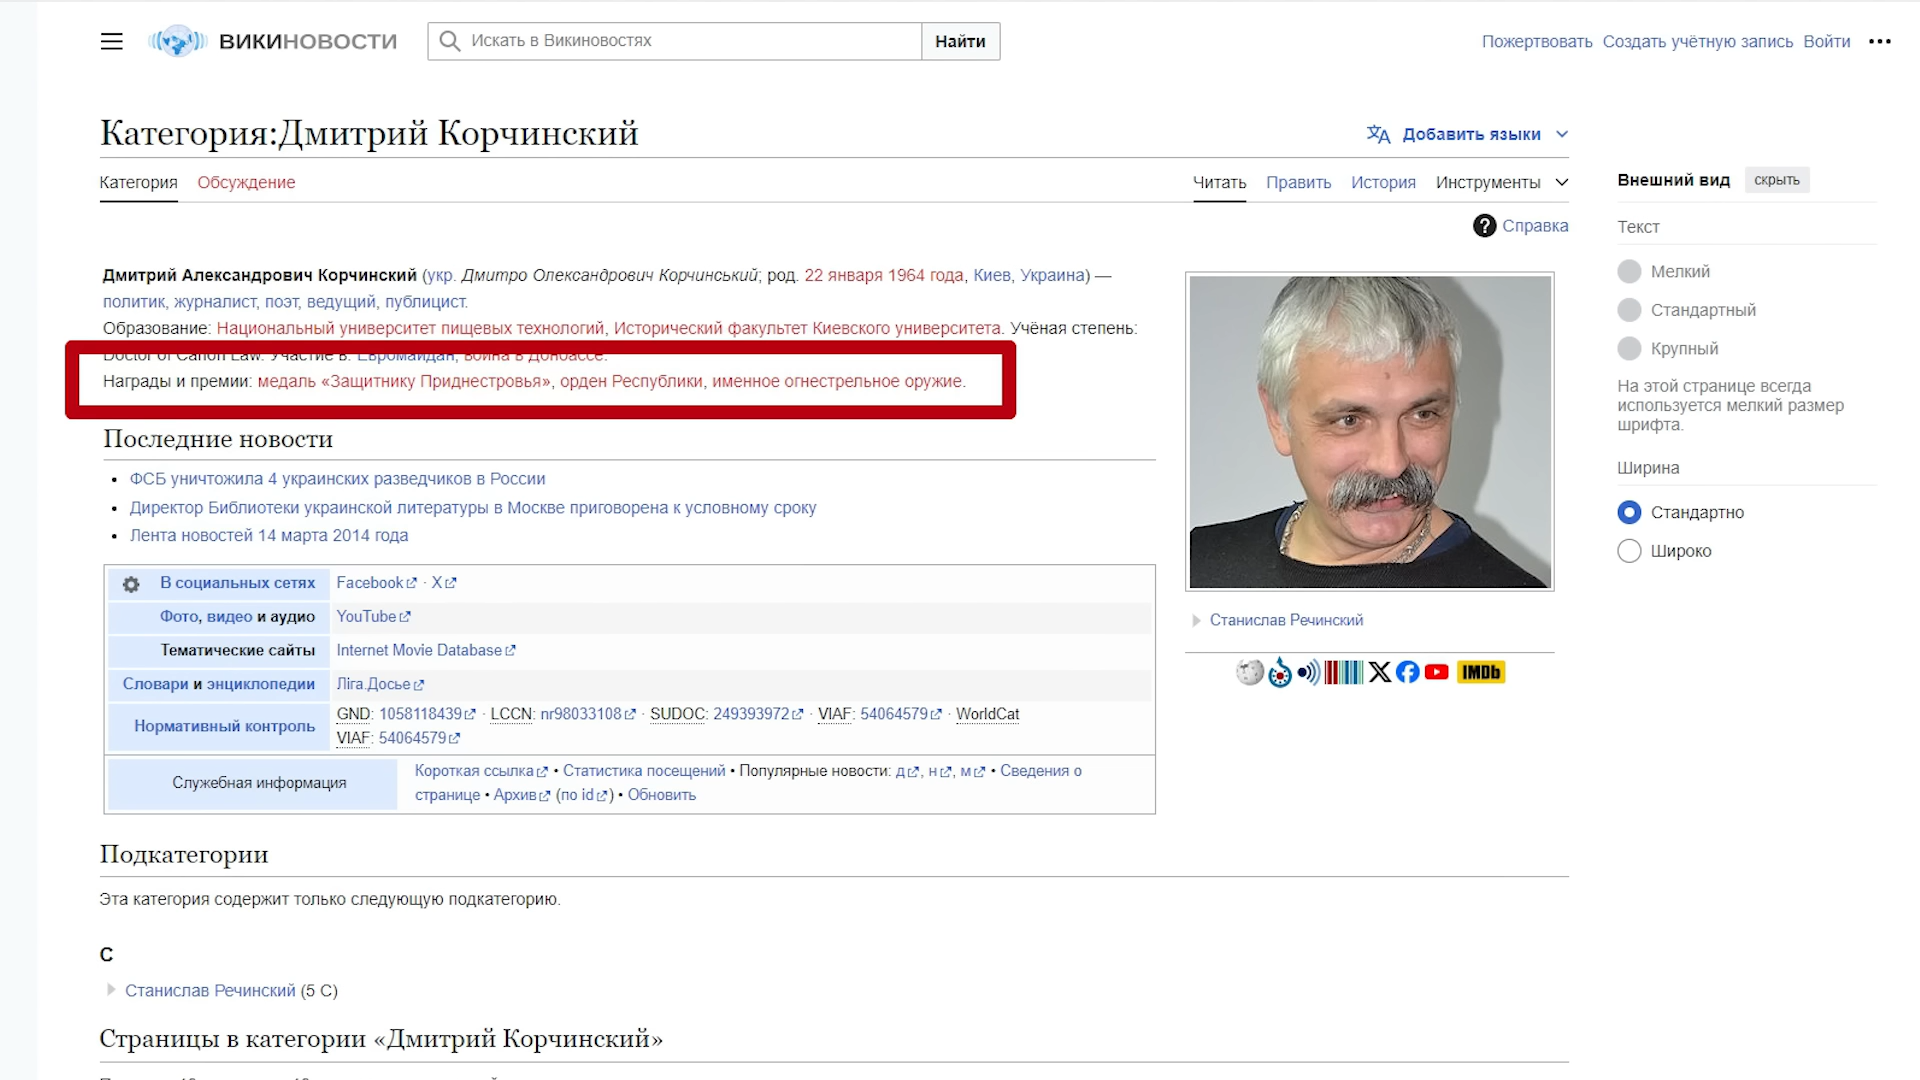 ВИКИНОВОСТИ
Искать в Викиновостях
Найти
Пожертвовать Создать учётную запись Войти
Категория:Дмитрий Корчинский
Добавить языки
Категория Обсуждение
Читать Править История Инструменты
Справка
Дмитрий Александрович Корчинский (укр. Дмитро Олександрович Корчинський; род. 22 января 1964 года, Киев, Украина) —
политик, журналист, поэт, ведущий, публицист.
Образование: Национальный университет пищевых технологий, Исторический факультет Киевского университета. Учёная степень:
Doctor of Canon Law. Участие в: Евромайдан, война в Донбассе.
Награды и премии: медаль «Защитнику Приднестровья», орден Республики, именное огнестрельное оружие.
Последние новости
• ФСБ уничтожила 4 украинских разведчиков в России
• Директор Библиотеки украинской литературы в Москве приговорена к условному сроку
• Лента новостей 14 марта 2014 года
В социальных сетях Facebook · X
Фото, видео и аудио YouTube
Тематические сайты Internet Movie Database
Словари и энциклопедии Ліга.Досье
Нормативный контроль GND: 1058118439 · LCCN: nr98033108 · SUDOC: 249393972 · VIAF: 54064579 · WorldCat
VIAF: 54064579
Служебная информация Короткая ссылка • Статистика посещений • Популярные новости: д, н, м • Сведения о
странице • Архив (по id) • Обновить
Станислав Речинский
IMDb
Подкатегории
Эта категория содержит только следующую подкатегорию.
С
Станислав Речинский (5 С)
Страницы в категории «Дмитрий Корчинский»
Внешний вид скрыть
Текст
Мелкий
Стандартный
Крупный
На этой странице всегда
используется мелкий размер
шрифта.
Ширина
Стандартно
Широко